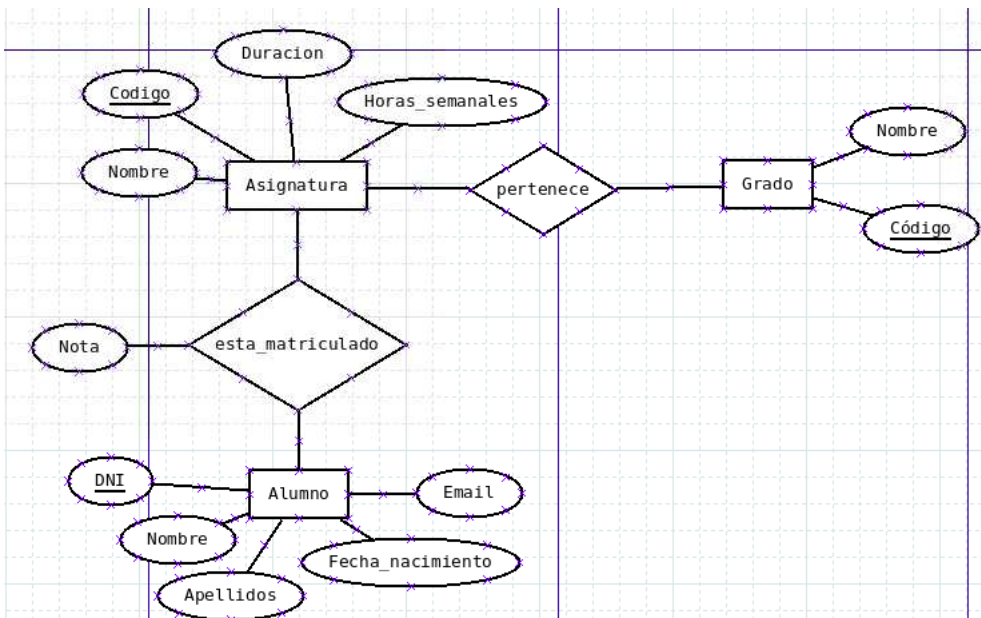 Duracion
Codigo
Horas_semanales
Nombre
Nombre
Asignatura
pertenece
Grado
Código
Nota
esta_matriculado
DNI
Alumno
Email
Nombre
Fecha_nacimiento
Apellidos